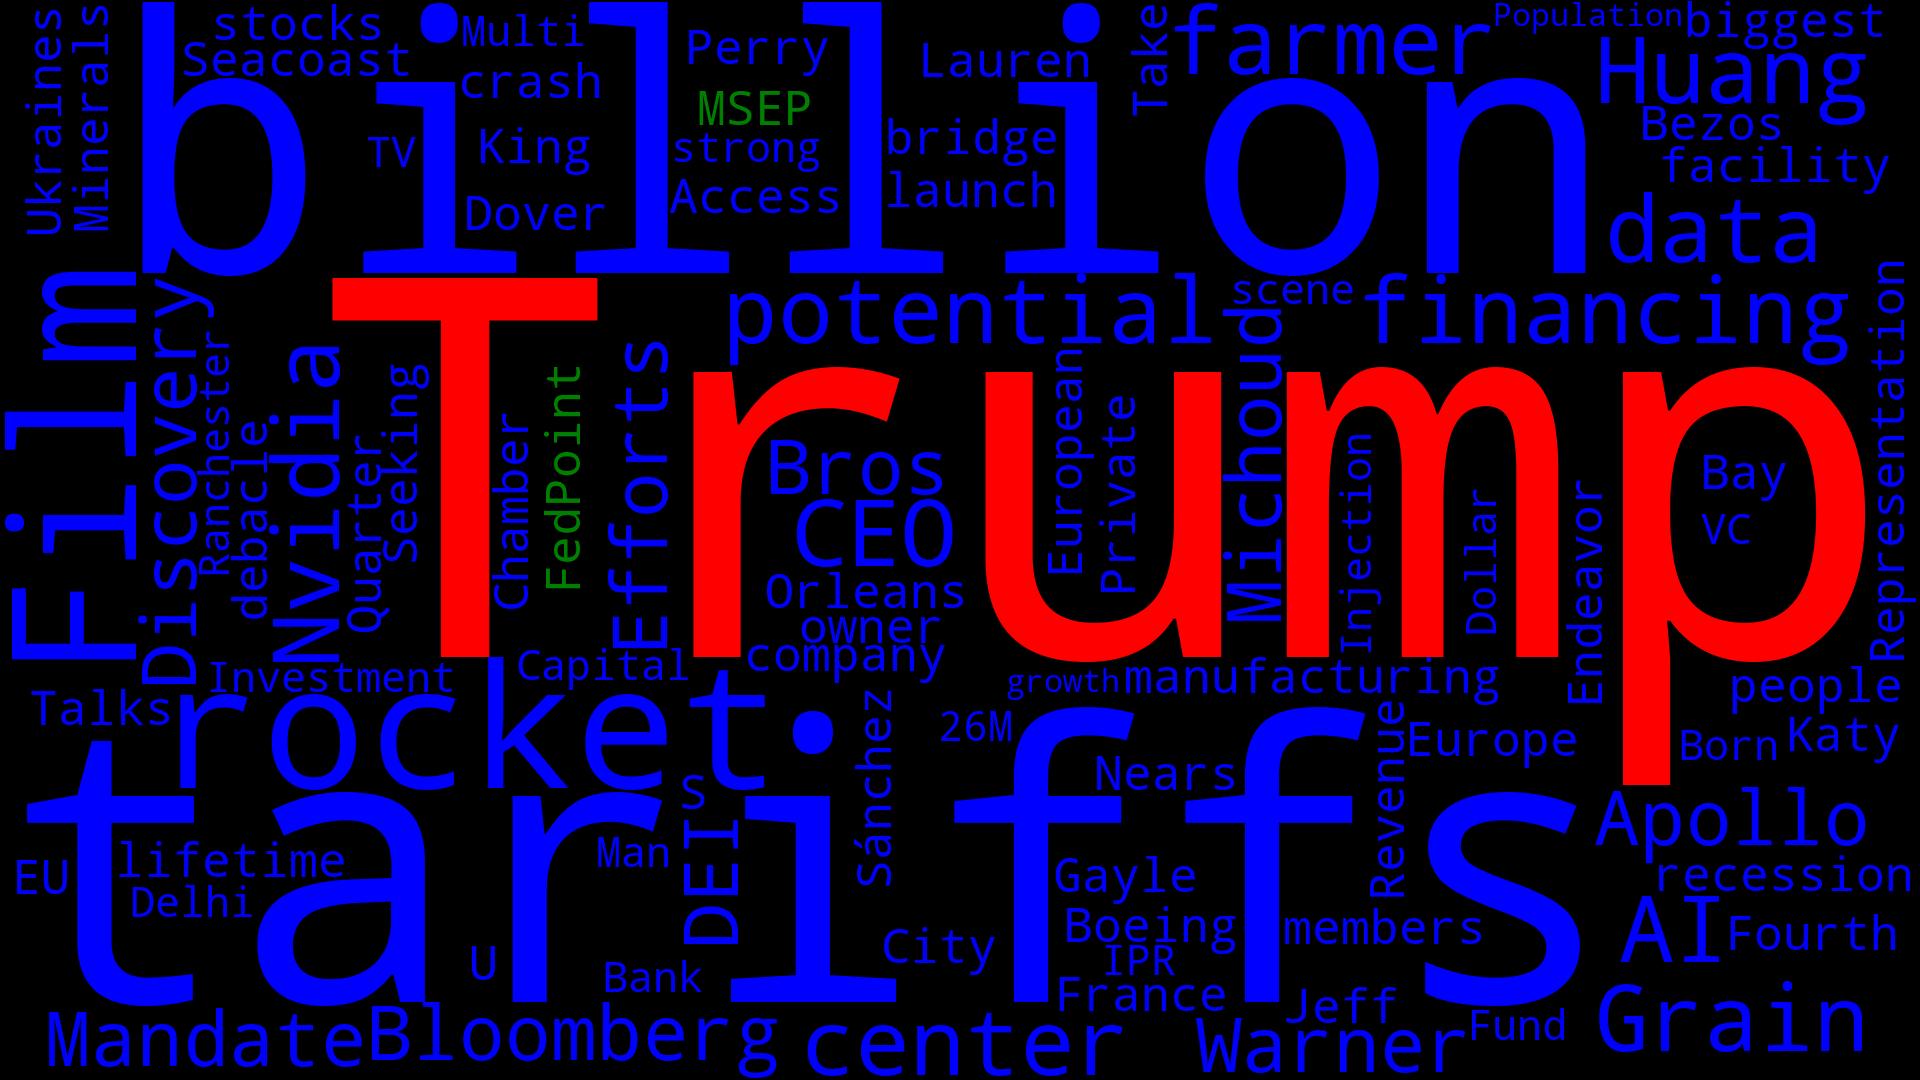 Ukraines
Minerals
stocks
Seacoast
billion
Multi
crash
TV
King
Dover
Perry
MSEP
strong
Access
Lauren
bridge
launch
Take
farmer
Population
biggest
Huang
Bezos
facility
data
Film
Discovery
Ranchester
debacle
Nvidia
Quarter
Seeking
Trump
Chamber
FedPoint
Efforts
potential
scene
financing
Bros
CEO
Orleans
owner
company
European
Private
Michoud
Injection
Dollar
Endeavor
Bay
VC
Representation
Talks
Investment
Capital
rocket
growth
manufacturing
people
26M
Sánchez
Nears
Revenue
Europe
Born
Katy
tariffs
EU
lifetime
Delhi
Man
S
DEI
U
Bank
City
Gayle
Boeing
IPR
France
members
Jeff
Apollo
recession
AI
Fourth
Mandate
Bloomberg
center
Warner
Fund
Grain